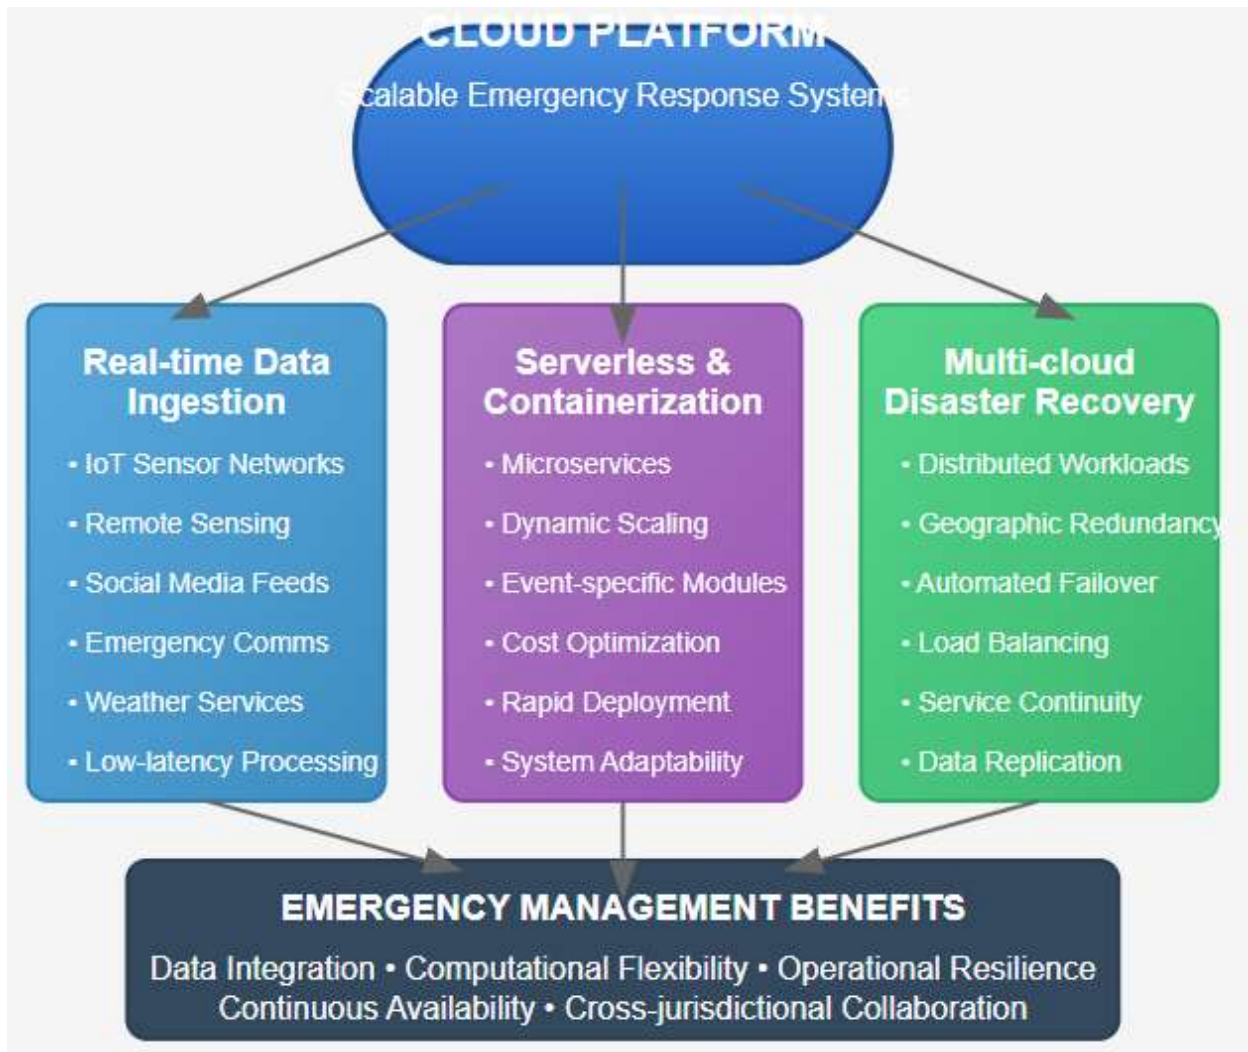 CLOUD PLATFORM
Scalable Emergency Response Systems
Real-time Data
Ingestion
• IoT Sensor Networks
• Remote Sensing
• Social Media Feeds
• Emergency Comms
• Weather Services
• Low-latency Processing
Serverless &
Containerization
• Microservices
• Dynamic Scaling
• Event-specific Modules
• Cost Optimization
• Rapid Deployment
• System Adaptability
Multi-cloud
Disaster Recovery
• Distributed Workloads
• Geographic Redundancy
• Automated Failover
• Load Balancing
• Service Continuity
• Data Replication
EMERGENCY MANAGEMENT BENEFITS
Data Integration • Computational Flexibility • Operational Resilience
Continuous Availability • Cross-jurisdictional Collaboration